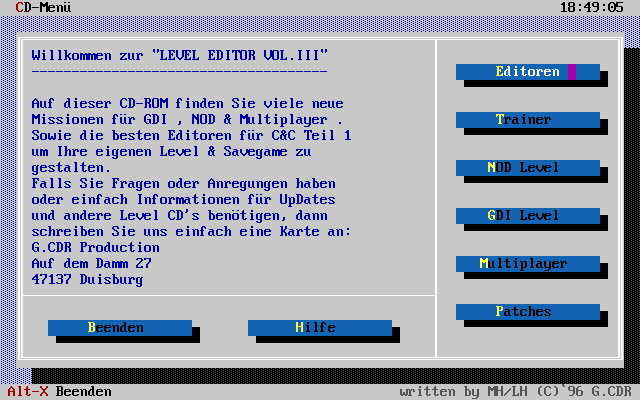 CD-Menü 18:49:05
Willkommen zur "LEVEL EDITOR VOL.III"
-------------------------------------
Auf dieser CD-ROM finden Sie viele neue
Missionen für GDI , NOD & Multiplayer .
Sowie die besten Editoren für C&C Teil 1
um Ihre eigenen Level & Savegame zu
gestalten.
Falls Sie Fragen oder Anregungen haben
oder einfach Informationen für UpDates
und andere Level CD's benötigen, dann
schreiben Sie uns einfach eine Karte an:
G.CDR Production
Auf dem Damm 27
47137 Duisburg
Beenden
Hilfe
Editoren
Trainer
NOD Level
GDI Level
Multiplayer
Patches
Alt-X Beenden
written by MH/LH (C)`96 G.CDR